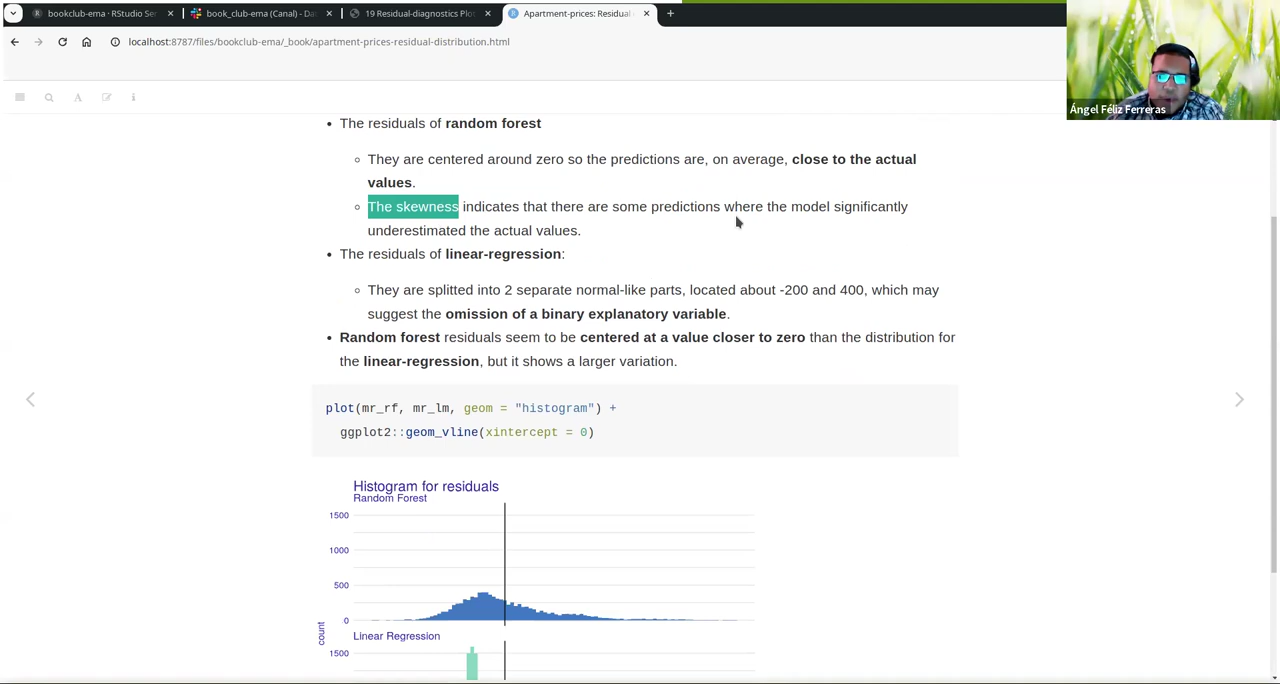 bookclub-ema · RStudio Ser
book_club-ema (Canal) - Da
19 Residual-diagnostics Plo
Apartment-prices: Residual
localhost:8787/files/bookclub-ema/_book/apartment-prices-residual-distribution.html
Ángel Féliz Ferreras
• The residuals of random forest
◦ They are centered around zero so the predictions are, on average, close to the actual
values.
◦ The skewness indicates that there are some predictions where the model significantly
underestimated the actual values.
• The residuals of linear-regression:
◦ They are splitted into 2 separate normal-like parts, located about -200 and 400, which may
suggest the omission of a binary explanatory variable.
• Random forest residuals seem to be centered at a value closer to zero than the distribution for
the linear-regression, but it shows a larger variation.
plot(mr_rf, mr_lm, geom = "histogram") +
ggplot2::geom_vline(xintercept = 0)
Histogram for residuals
Random Forest
1500
1000
500
0
count
Linear Regression
1500